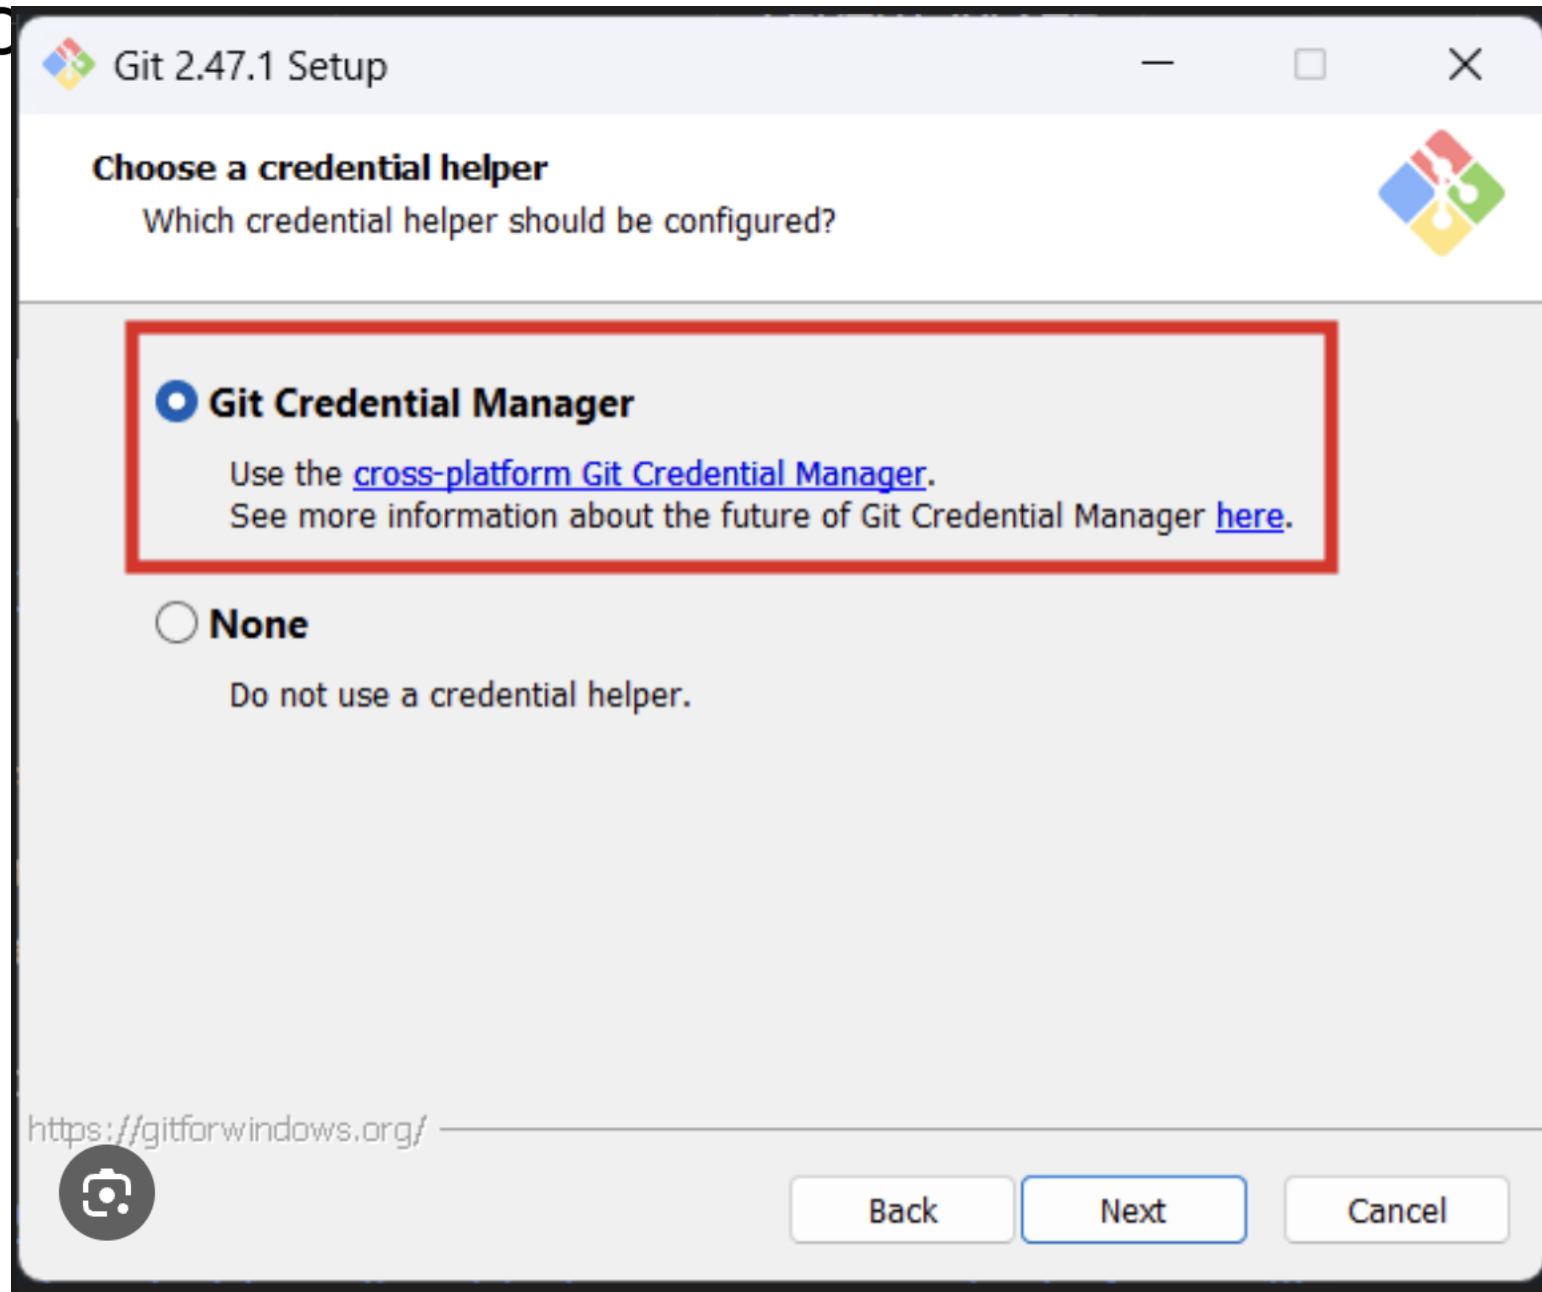 Git 2.47.1 Setup
Choose a credential helper
Which credential helper should be configured?
Git Credential Manager
Use the cross-platform Git Credential Manager.
See more information about the future of Git Credential Manager here.
None
Do not use a credential helper.
https://gitforwindows.org/
Back Next Cancel